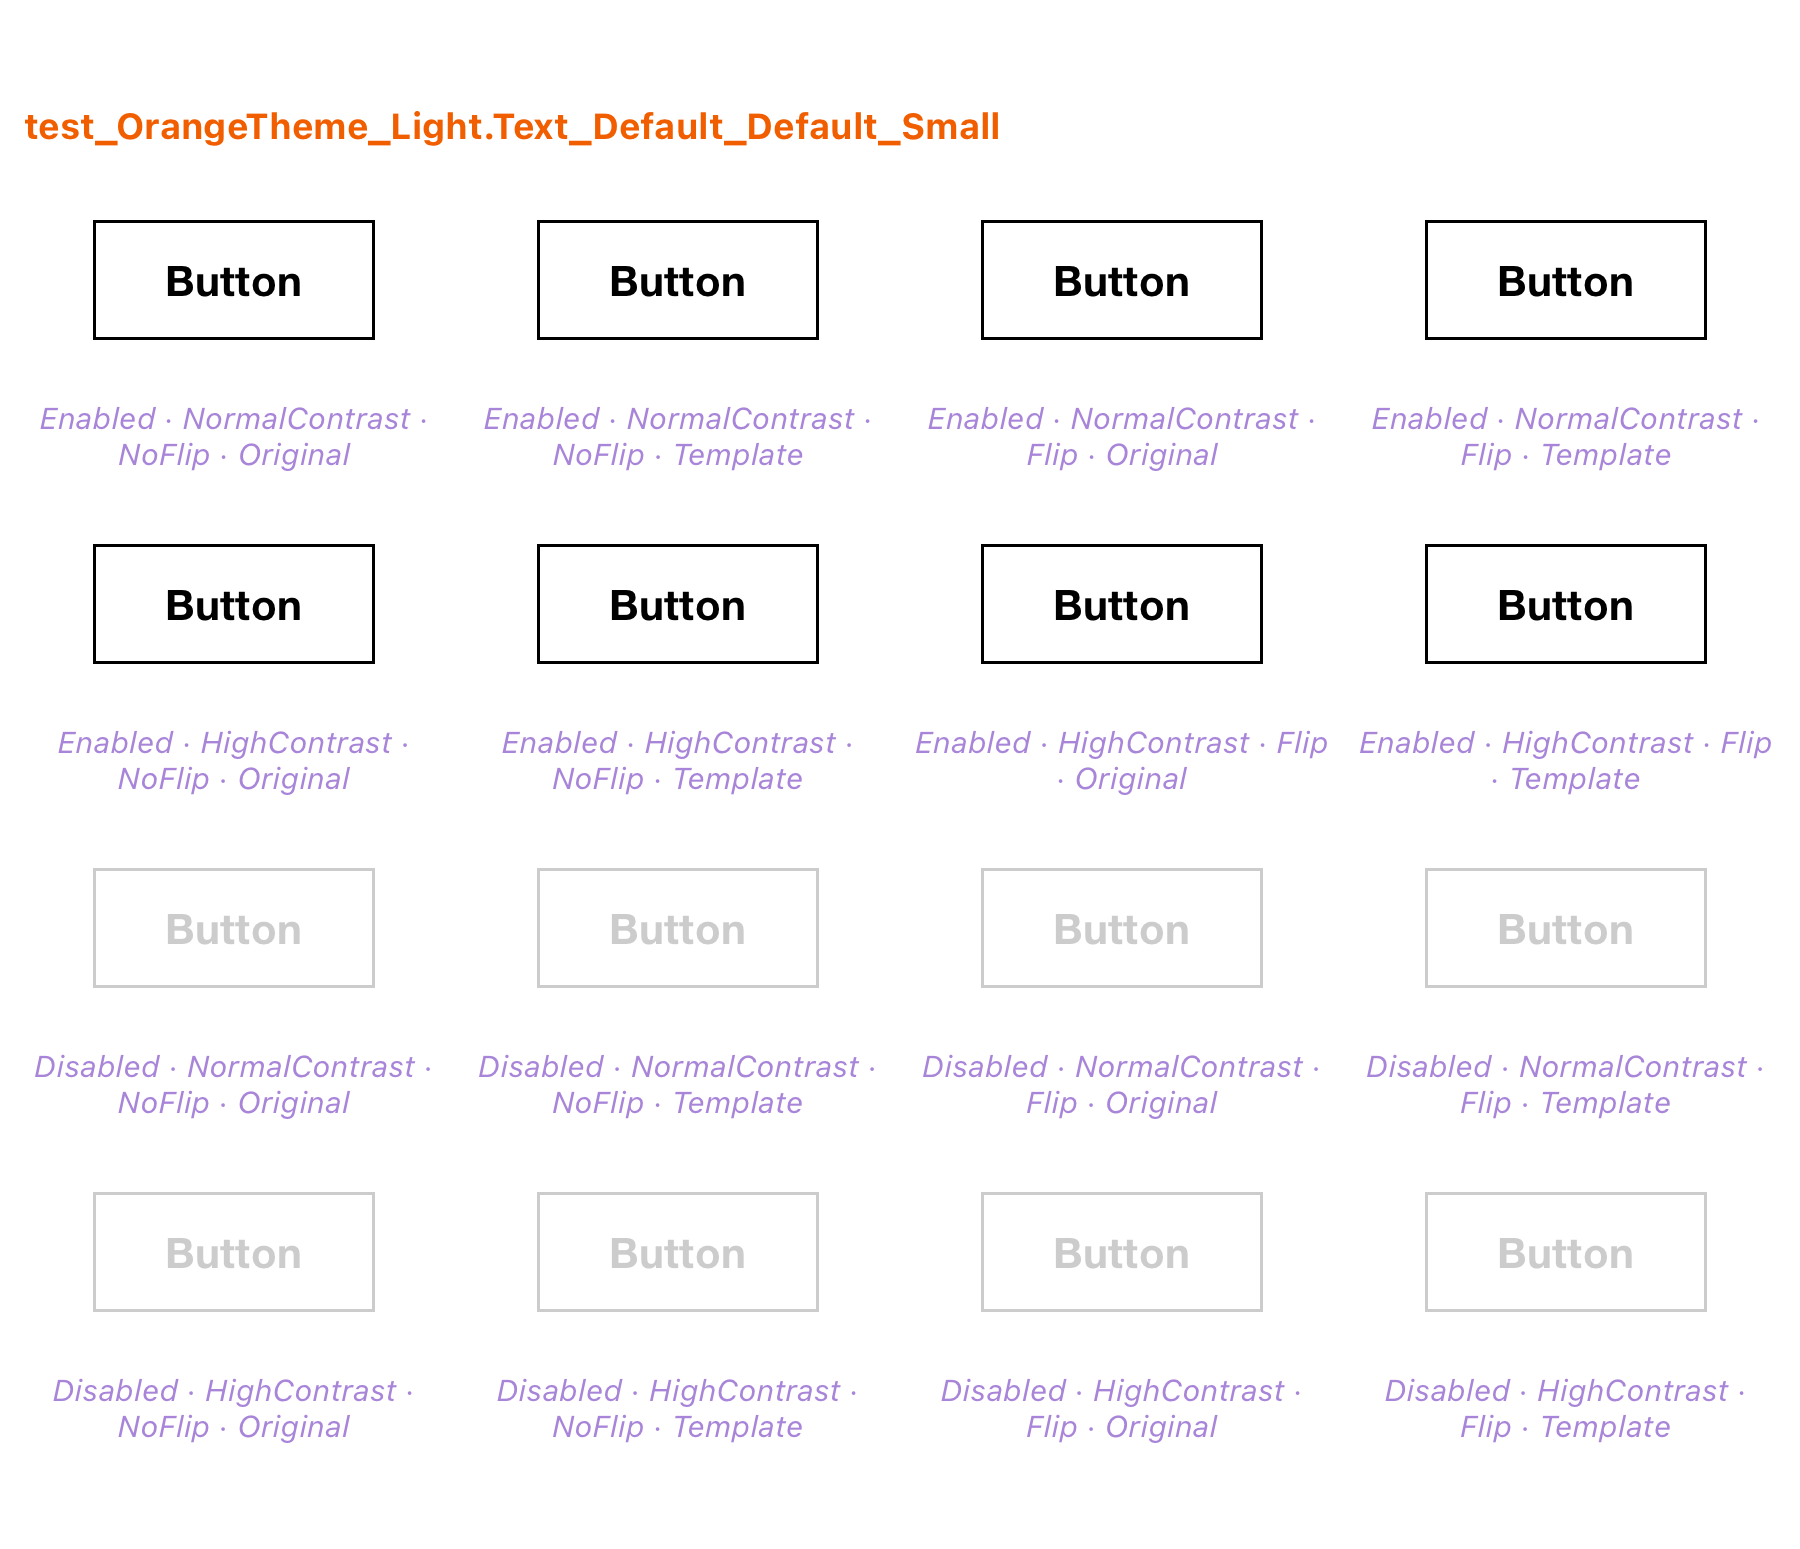 test_OrangeTheme_Light.Text_Default_Default_Small
Button Button Button Button
Enabled · NormalContrast · Enabled · NormalContrast · Enabled · NormalContrast · Enabled · NormalContrast ·
NoFlip · Original NoFlip · Template Flip · Original Flip · Template
Button Button Button Button
Enabled · HighContrast · Enabled · HighContrast · Enabled · HighContrast · Flip Enabled · HighContrast · Flip
NoFlip · Original NoFlip · Template · Original · Template
Button Button Button Button
Disabled · NormalContrast · Disabled · NormalContrast · Disabled · NormalContrast · Disabled · NormalContrast ·
NoFlip · Original NoFlip · Template Flip · Original Flip · Template
Button Button Button Button
Disabled · HighContrast · Disabled · HighContrast · Disabled · HighContrast · Disabled · HighContrast ·
NoFlip · Original NoFlip · Template Flip · Original Flip · Template